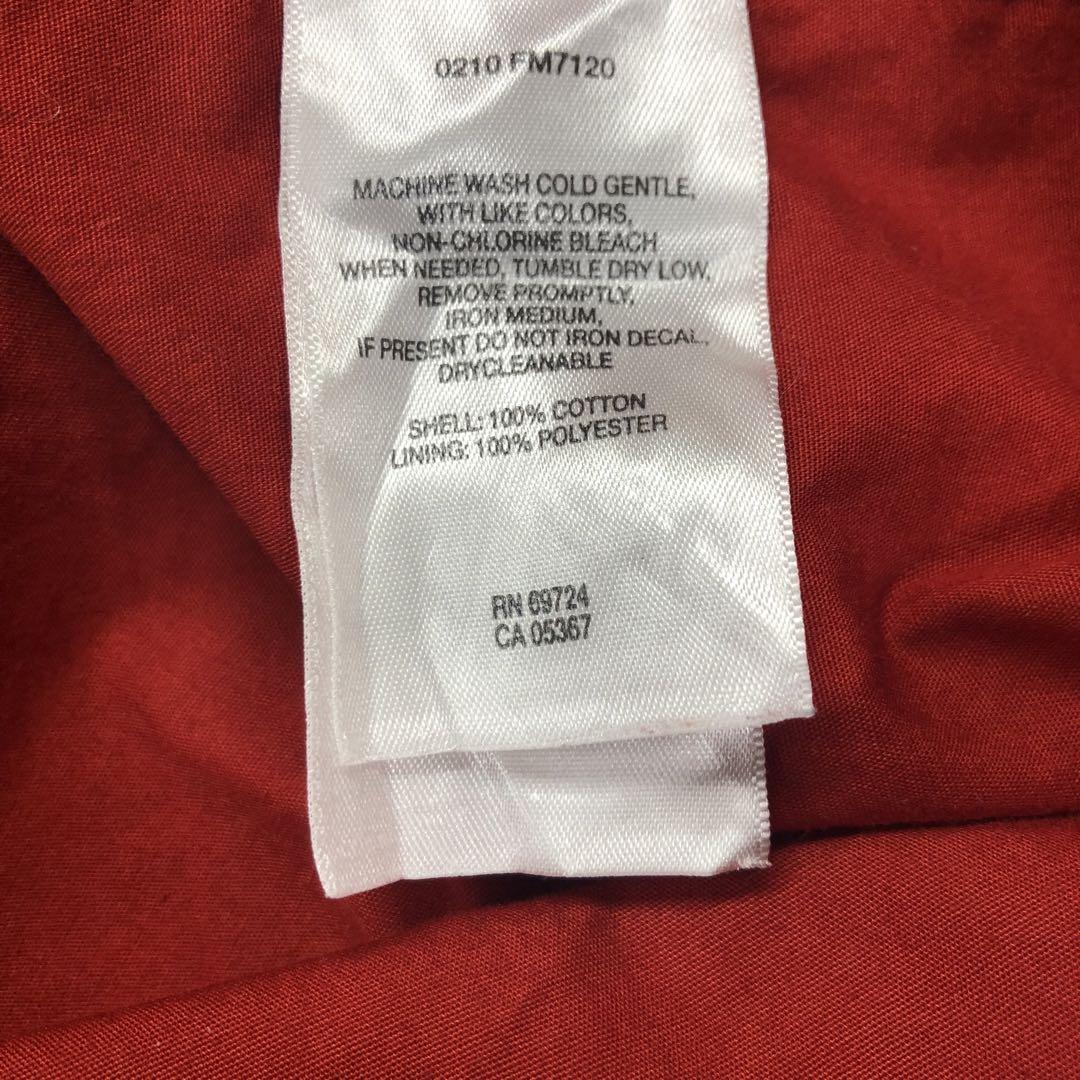 0210 FM7120
MACHINE WASH COLD GENTLE,
WITH LIKE COLORS,
NON-CHLORINE BLEACH
WHEN NEEDED, TUMBLE DRY LOW,
REMOVE PROMPTLY,
IRON MEDIUM,
IF PRESENT DO NOT IRON DECAL,
DRYCLEANABLE
SHELL: 100% COTTON
LINING: 100% POLYESTER
RN 69724
CA 05367